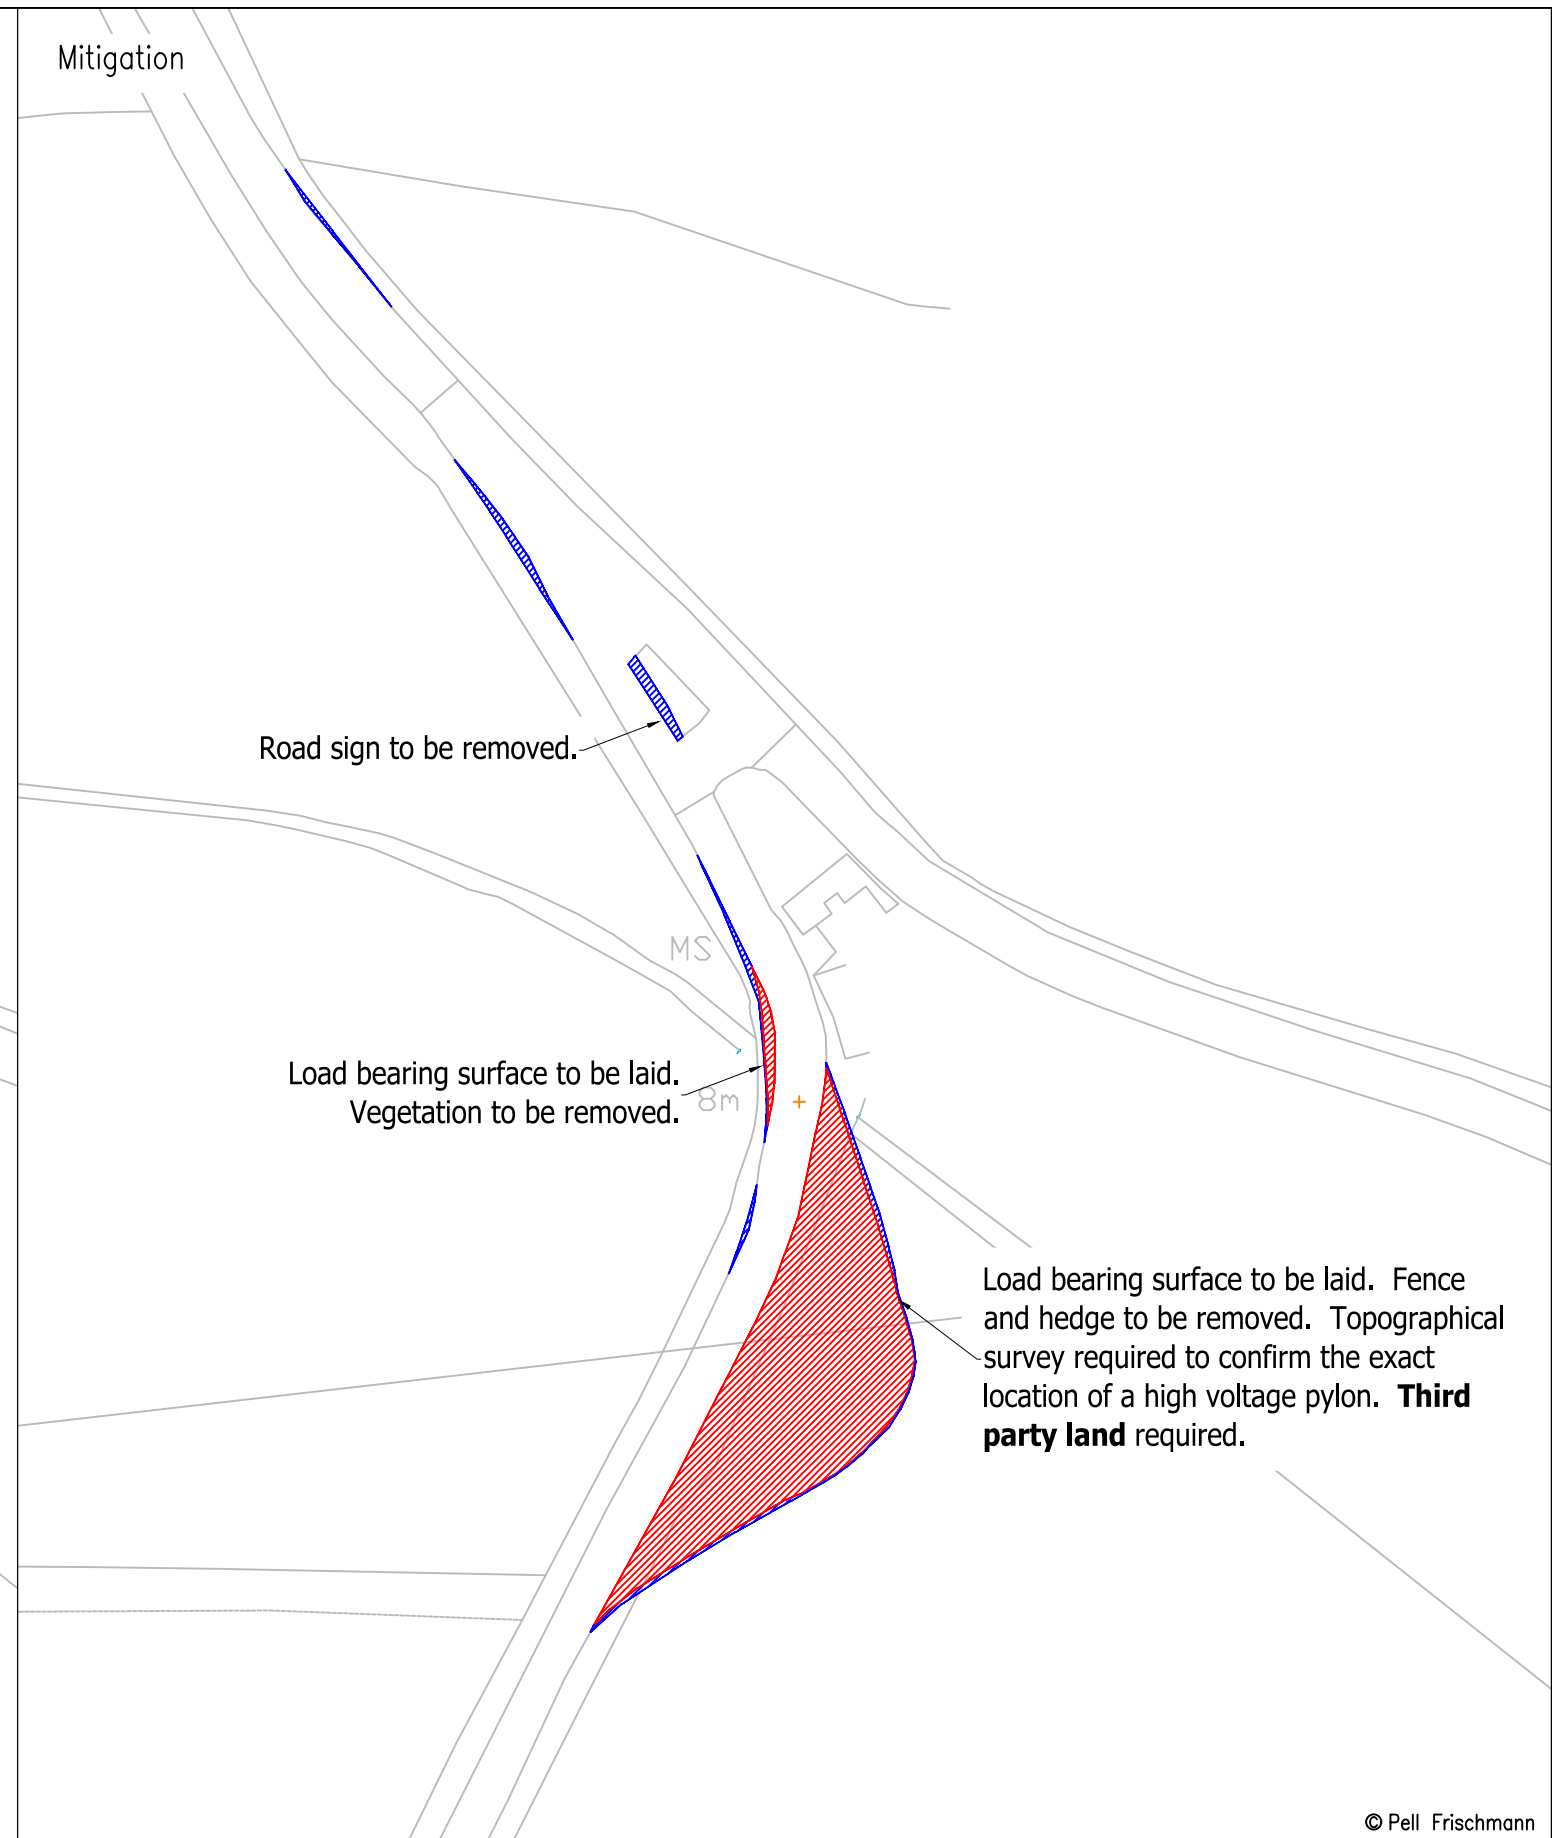 Mitigation
Road sign to be removed.
MS
Load bearing surface to be laid.
Vegetation to be removed.
8m
Load bearing surface to be laid.  Fence
and hedge to be removed.  Topographical
survey required to confirm the exact
location of a high voltage pylon.  Third
party land required.
© Pell Frischmann